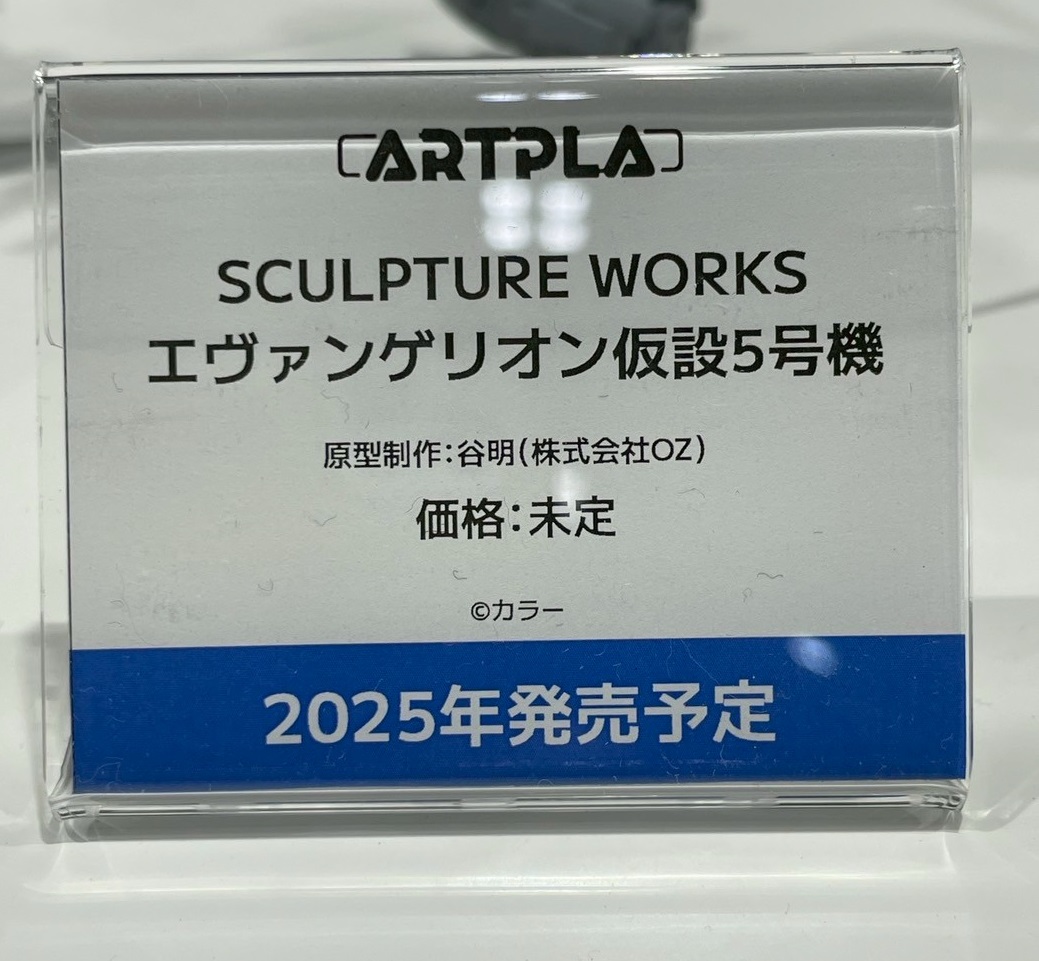 [ARTPLA]
SCULPTURE WORKS
エヴァンゲリオン仮設5号機
原型制作：谷明(株式会社OZ)
価格：未定
©カラー
2025年発売予定